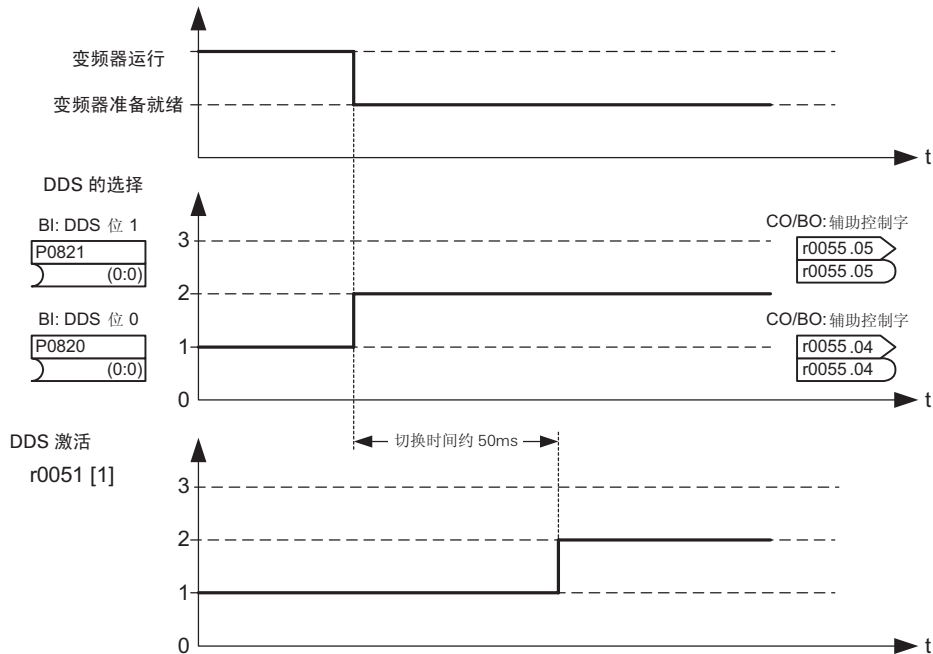 变频器运行
变频器准备就绪
t
DDS 的选择
BI: DDS 位 1
P0821
(0:0)
BI: DDS 位 0
P0820
(0:0)
3
2
1
0
CO/BO: 辅助控制字
r0055 .05
r0055 .05
CO/BO: 辅助控制字
r0055 .04
r0055 .04
t
切换时间约 50ms
DDS 激活
r0051 [1]
3
2
1
0
t